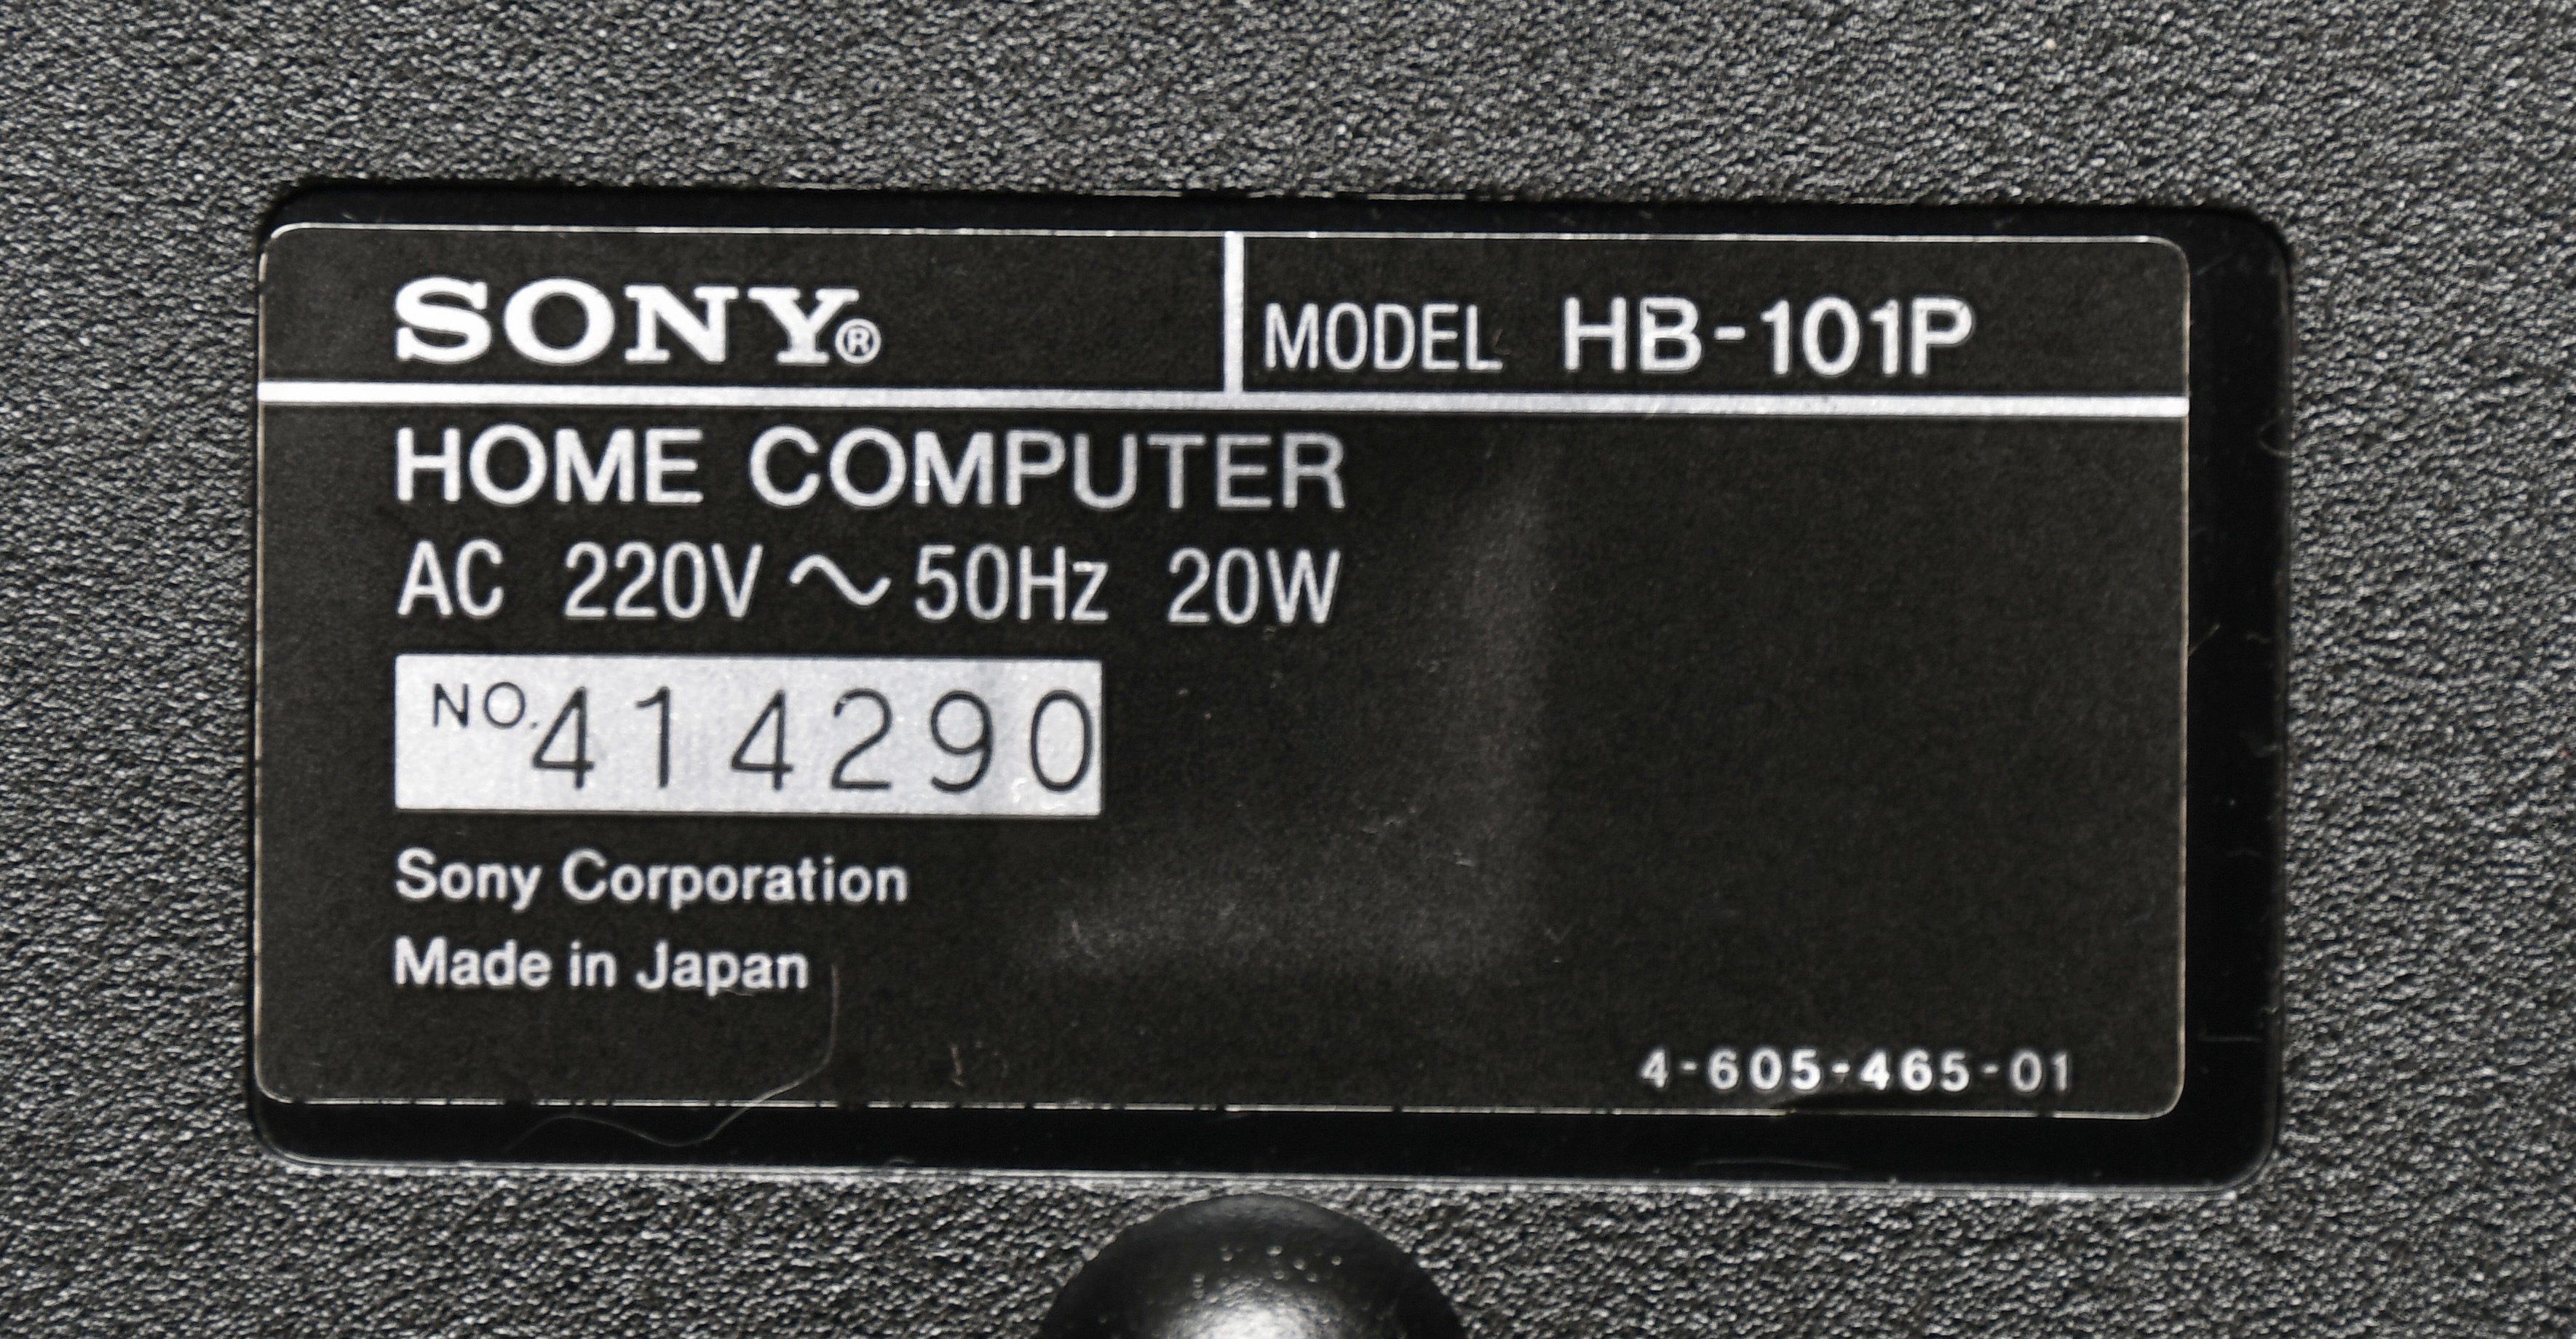 SONY®
MODEL HB-101P
HOME COMPUTER
AC 220V ～ 50Hz 20W
NO. 414290
Sony Corporation
Made in Japan
4-605-465-01